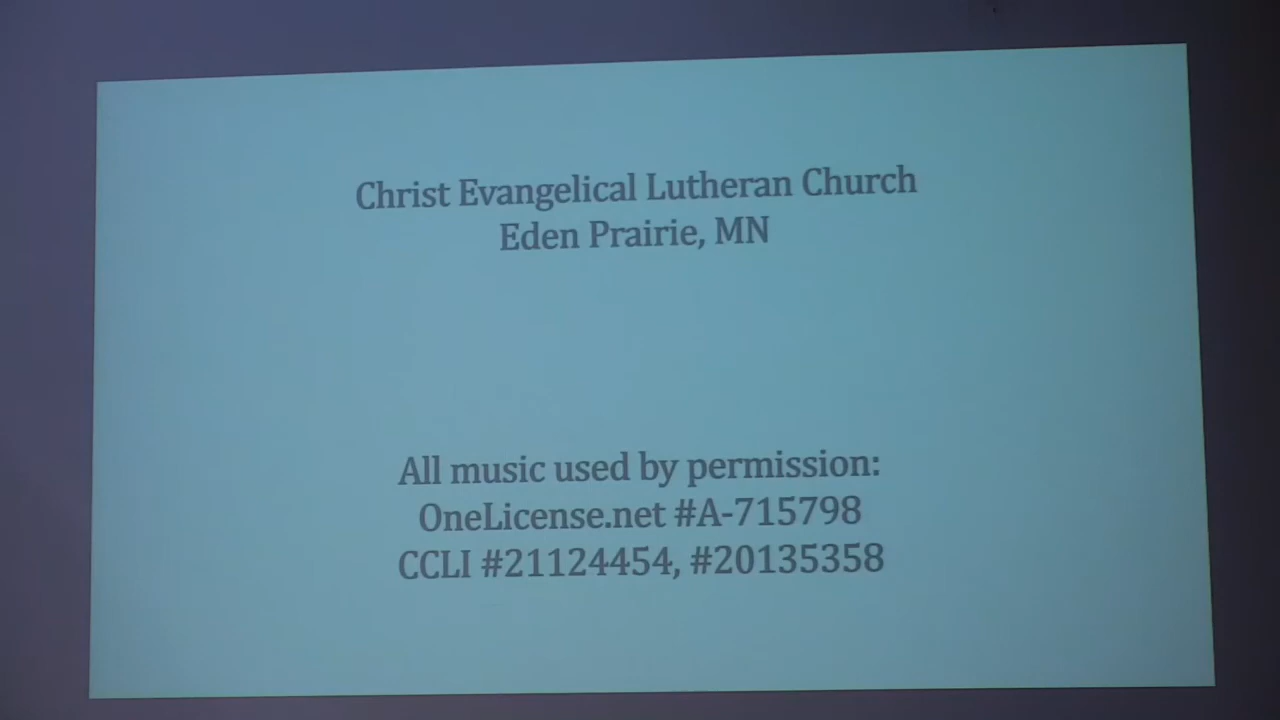 Christ Evangelical Lutheran Church
Eden Prairie, MN
All music used by permission:
OneLicense.net #A-715798
CCLI #21124454, #20135358